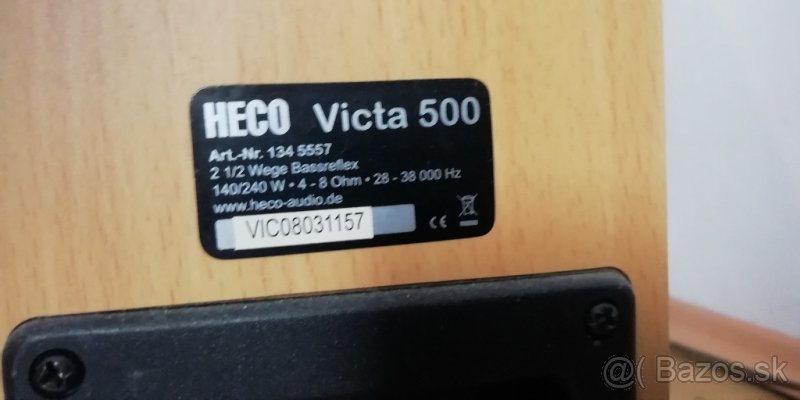 HECO Victa 500
Art.-Nr. 134 5557
2 1/2 Wege Bassreflex
140/240 W • 4 - 8 Ohm • 28 - 38 000 Hz
www.heco-audio.de
VIC08031157
CE
@( Bazos.sk